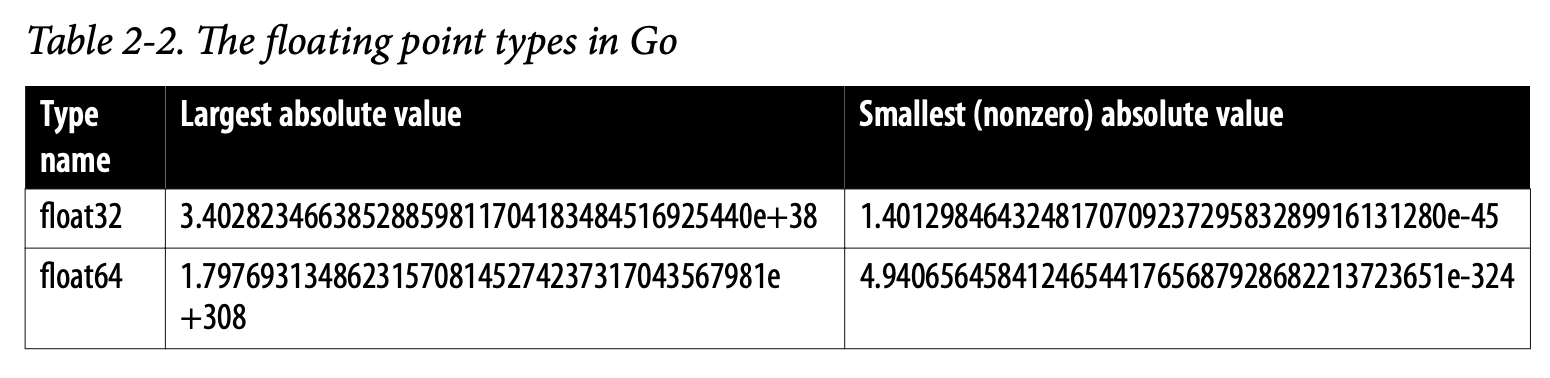 Table 2-2. The floating point types in Go
Type name
Largest absolute value
Smallest (nonzero) absolute value
float32
3.40282346638528859811704183484516925440e+38
1.401298464324817070923729583289916131280e-45
float64
1.797693134862315708145274237317043567981e
+308
4.940656458412465441765687928682213723651e-324